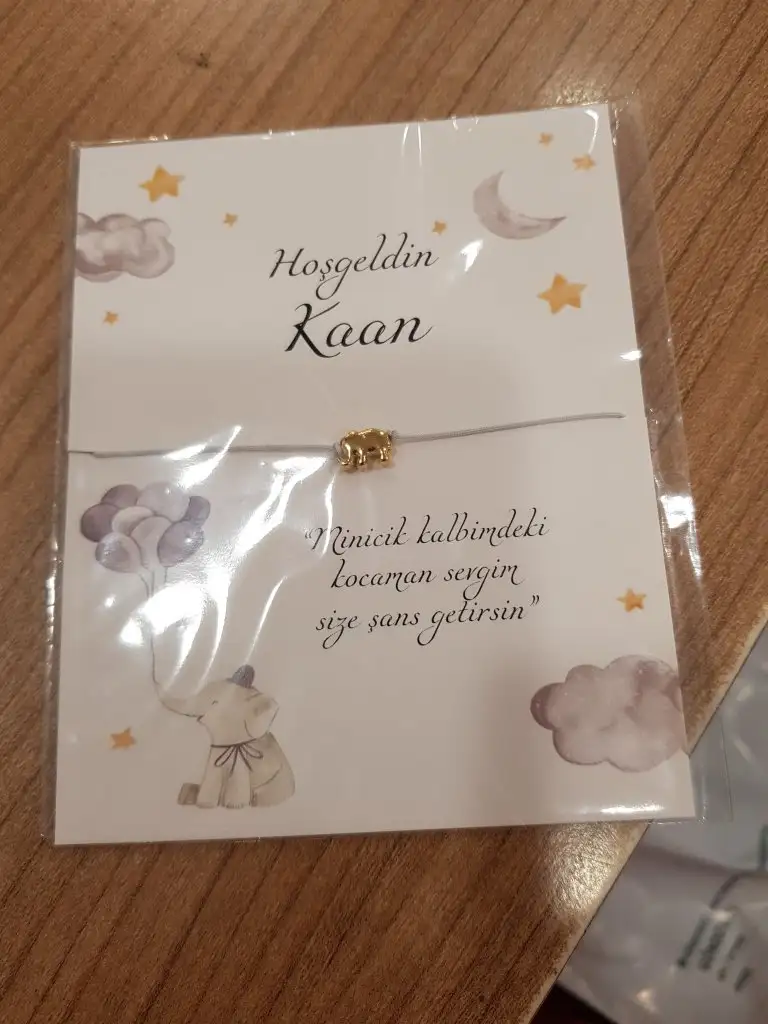 Hoşgeldin
Kaan
“Minicik kalbimdeki
kocaman sevgim
size şans getirsin”